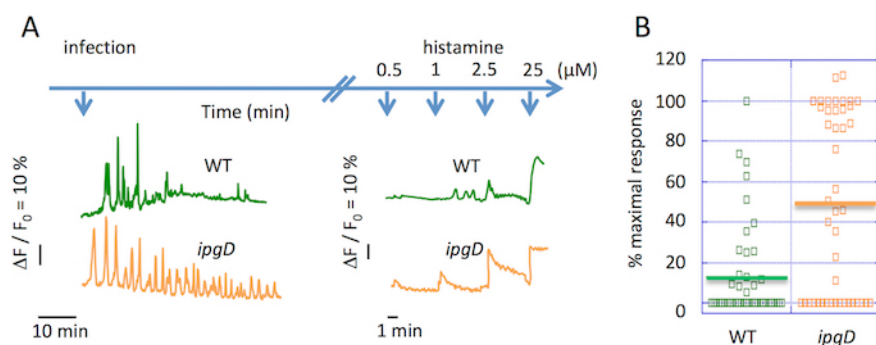 A
infection
histamine
0.5 1 2.5 25 (μM)
Time (min)
ΔF / F₀ = 10 %
WT
ipgD
10 min
ΔF / F₀ = 10 %
WT
ipgD
1 min
B
% maximal response
120
100
80
60
40
20
0
WT
ipgD